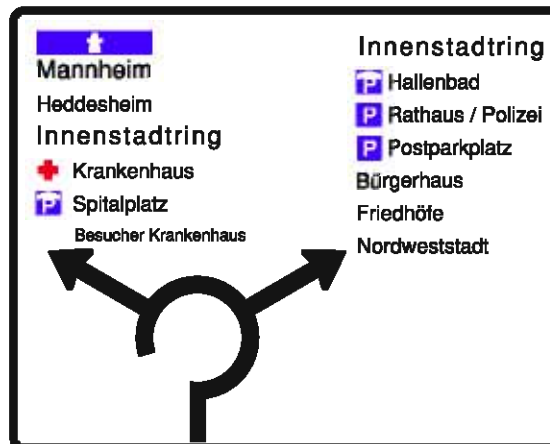 Mannheim
Heddesheim
Innenstadtring
Krankenhaus
P Spitalplatz
Besucher Krankenhaus
Innenstadtring
P Hallenbad
P Rathaus / Polizei
P Postparkplatz
Bürgerhaus
Friedhöfe
Nordweststadt